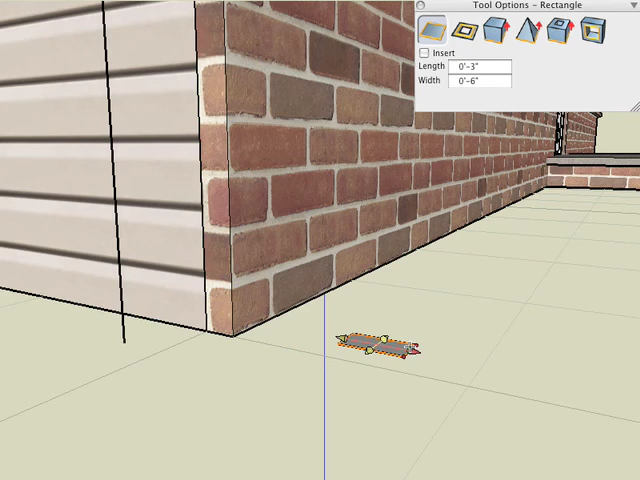 Tool Options - Rectangle
Insert
Length 0'-3"
Width 0'-6"